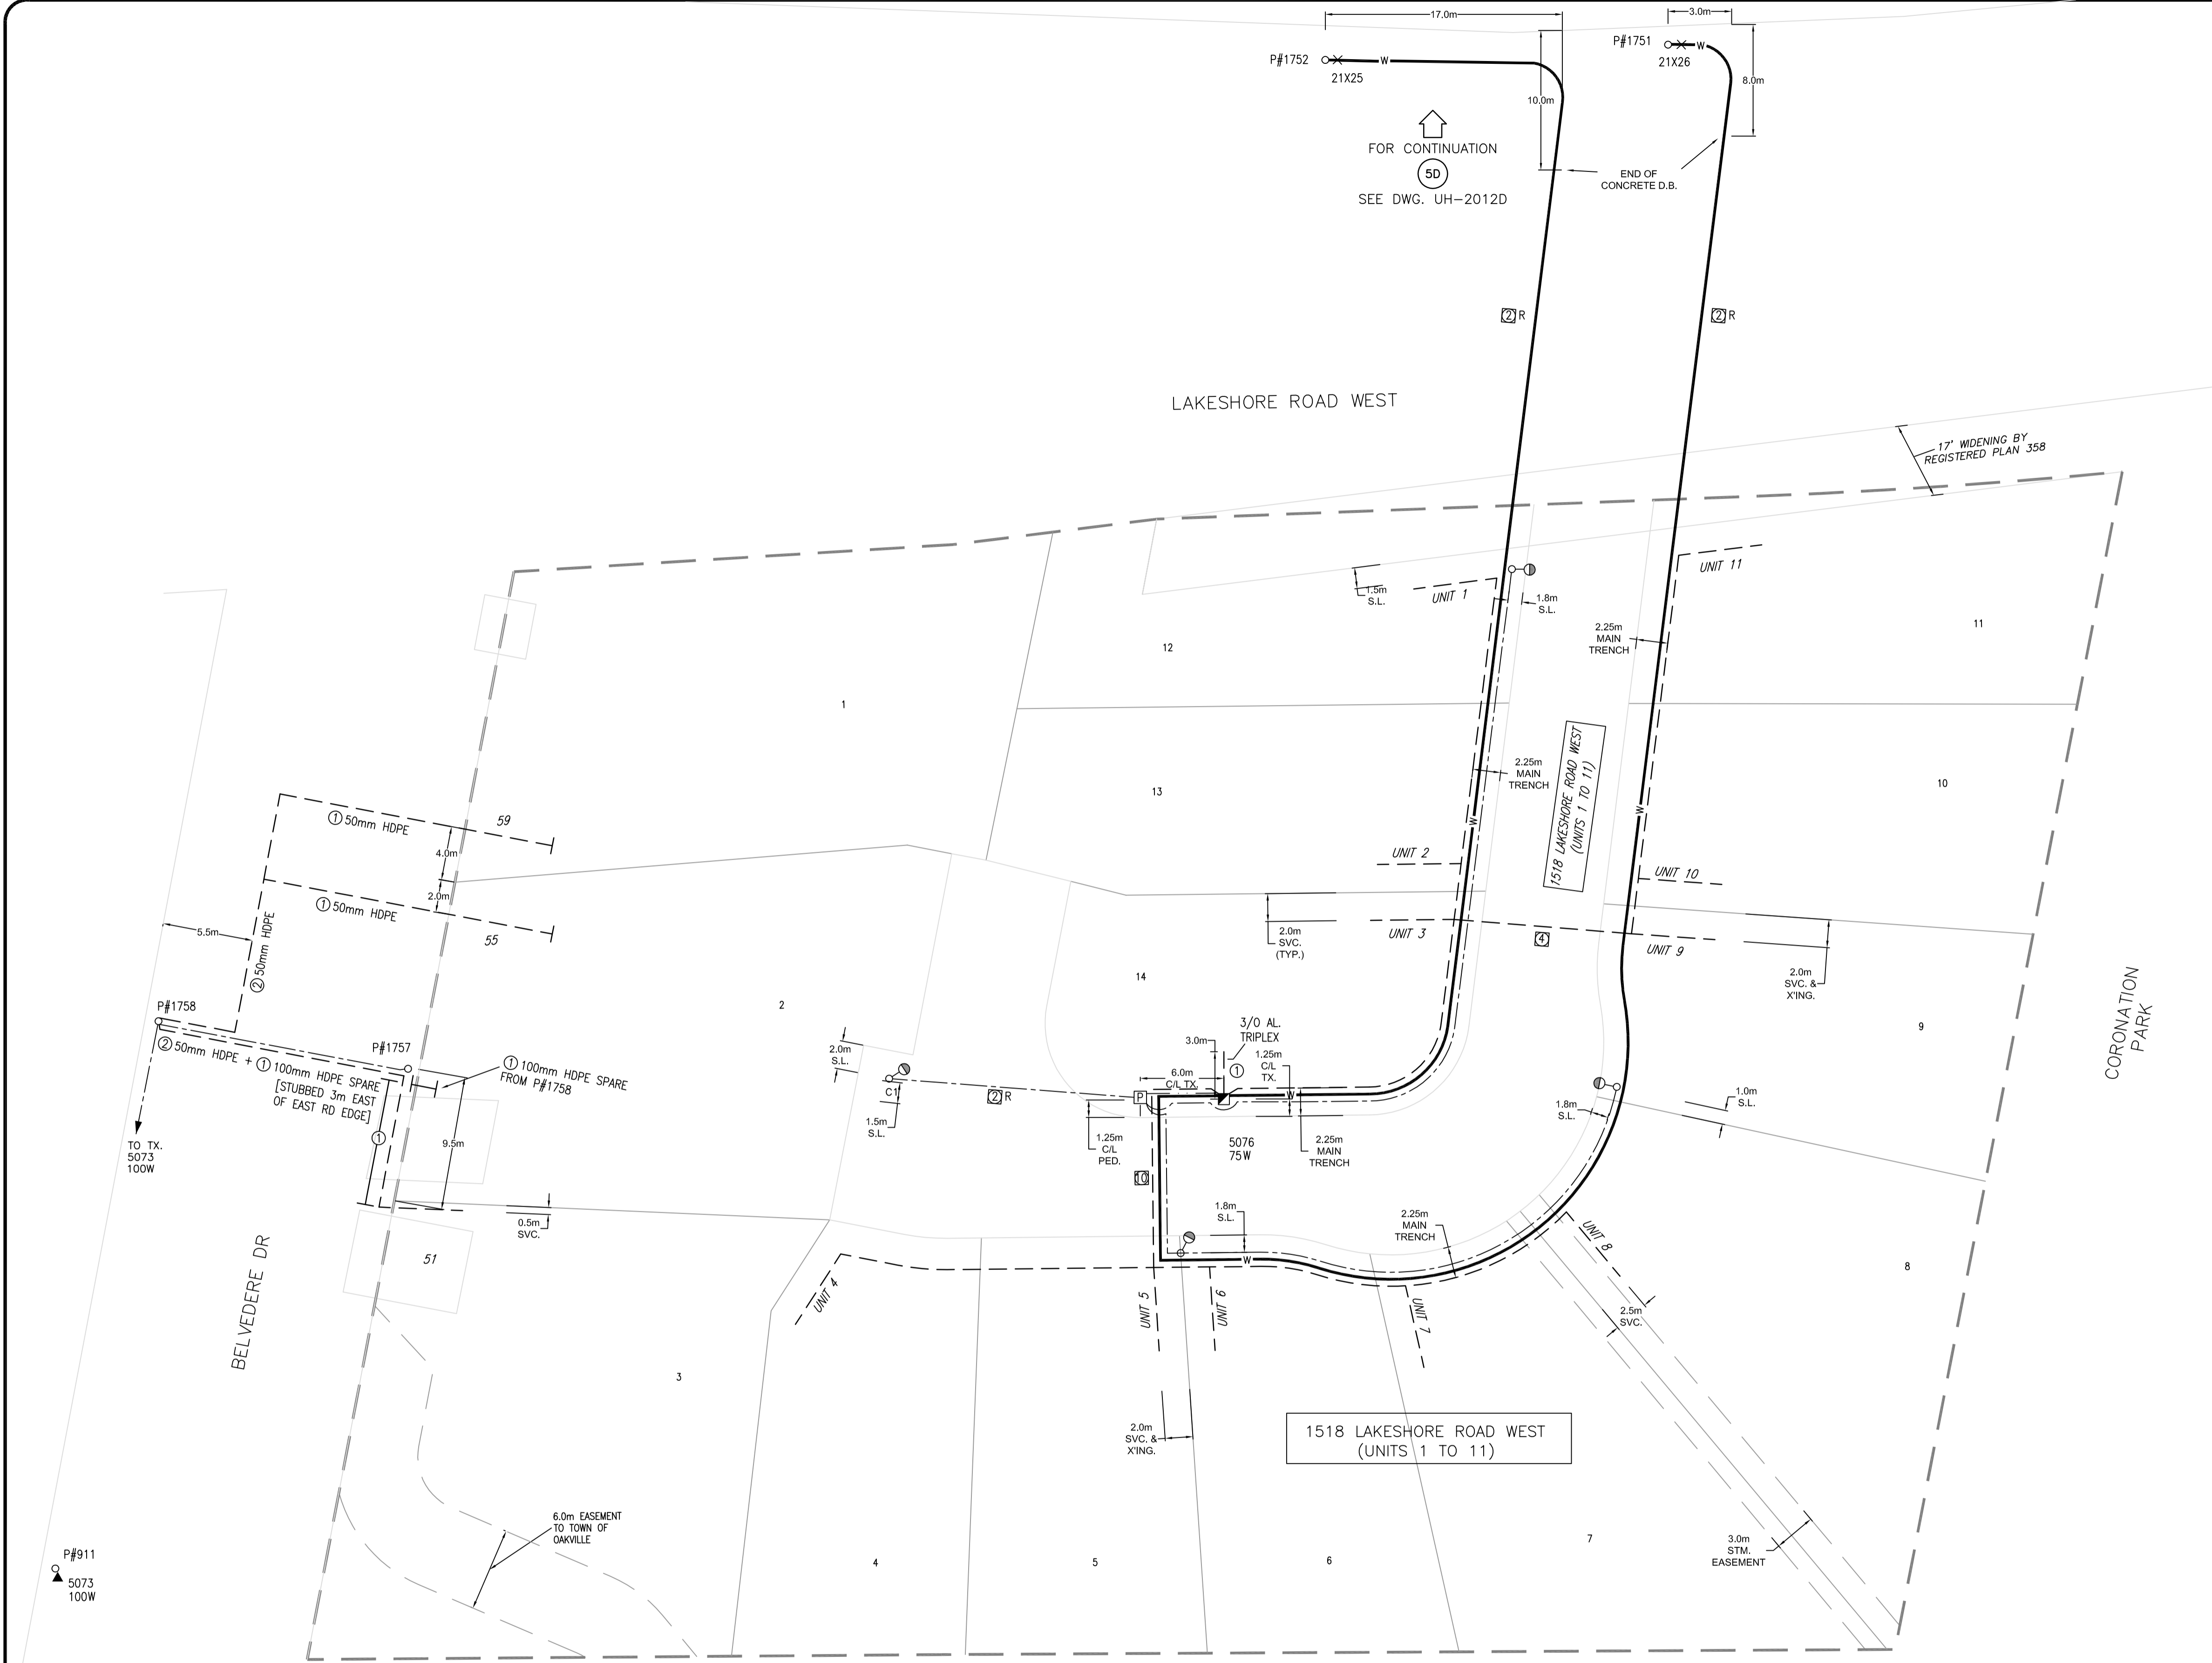 17.0m
3.0m
P#1752
W
21X25
P#1751
W
21X26
8.0m
10.0m
FOR CONTINUATION
5D
SEE DWG. UH-2012D
END OF
CONCRETE D.B.
2 R
2 R
LAKESHORE ROAD WEST
17' WIDENING BY
REGISTERED PLAN 358
UNIT 11
1.5m
S.L.
UNIT 1
1.8m
S.L.
2.25m
MAIN
TRENCH
11
12
1
2.25m
MAIN
TRENCH
1518 LAKESHORE ROAD WEST
(UNITS 1 TO 11)
13
10
W
W
1 50mm HDPE
59
4.0m
2.0m
1 50mm HDPE
55
5.5m
2 50mm HDPE
UNIT 2
UNIT 10
2.0m
SVC.
(TYP.)
UNIT 3
4
UNIT 9
2.0m
SVC. &
X'ING.
14
2
9
CORONATION
PARK
P#1758
P#1757
2 50mm HDPE + 1 100mm HDPE SPARE
[STUBBED 3m EAST
OF EAST RD EDGE]
1 100mm HDPE SPARE
FROM P#1758
TO TX.
5073
100W
1
9.5m
2.0m
S.L.
C1
1.5m
S.L.
2 R
3/0 AL.
TRIPLEX
3.0m
1
1.25m
C/L
TX.
6.0m
C/L TX.
P
W
1.25m
C/L
PED.
5076
75W
2.25m
MAIN
TRENCH
1.8m
S.L.
1.0m
S.L.
10
0.5m
SVC.
1.8m
S.L.
2.25m
MAIN
TRENCH
W
UNIT 8
51
BELVEDERE DR
UNIT 4
UNIT 5
UNIT 6
UNIT 7
8
2.5m
SVC.
3
2.0m
SVC. &
X'ING.
1518 LAKESHORE ROAD WEST
(UNITS 1 TO 11)
6.0m EASEMENT
TO TOWN OF
OAKVILLE
P#911
5073
100W
4
5
6
7
3.0m
STM.
EASEMENT